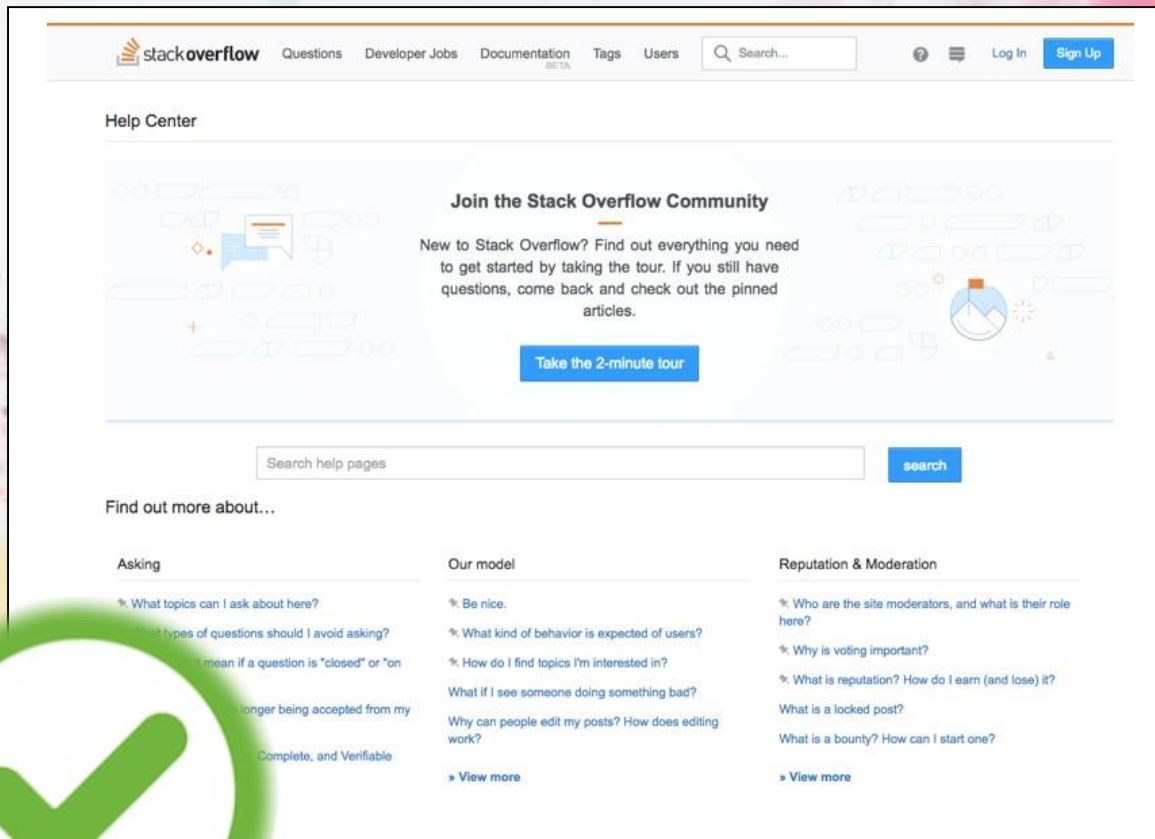 stackoverflow Questions Developer Jobs Documentation BETA Tags Users Search... Log In Sign Up
Help Center
Join the Stack Overflow Community
New to Stack Overflow? Find out everything you need
to get started by taking the tour. If you still have
questions, come back and check out the pinned
articles.
Take the 2-minute tour
Search help pages
search
Find out more about...
Asking
What topics can I ask about here?
types of questions should I avoid asking?
mean if a question is "closed" or "on
longer being accepted from my
Complete, and Verifiable
Our model
Be nice.
What kind of behavior is expected of users?
How do I find topics I'm interested in?
What if I see someone doing something bad?
Why can people edit my posts? How does editing
work?
» View more
Reputation & Moderation
Who are the site moderators, and what is their role
here?
Why is voting important?
What is reputation? How do I earn (and lose) it?
What is a locked post?
What is a bounty? How can I start one?
» View more